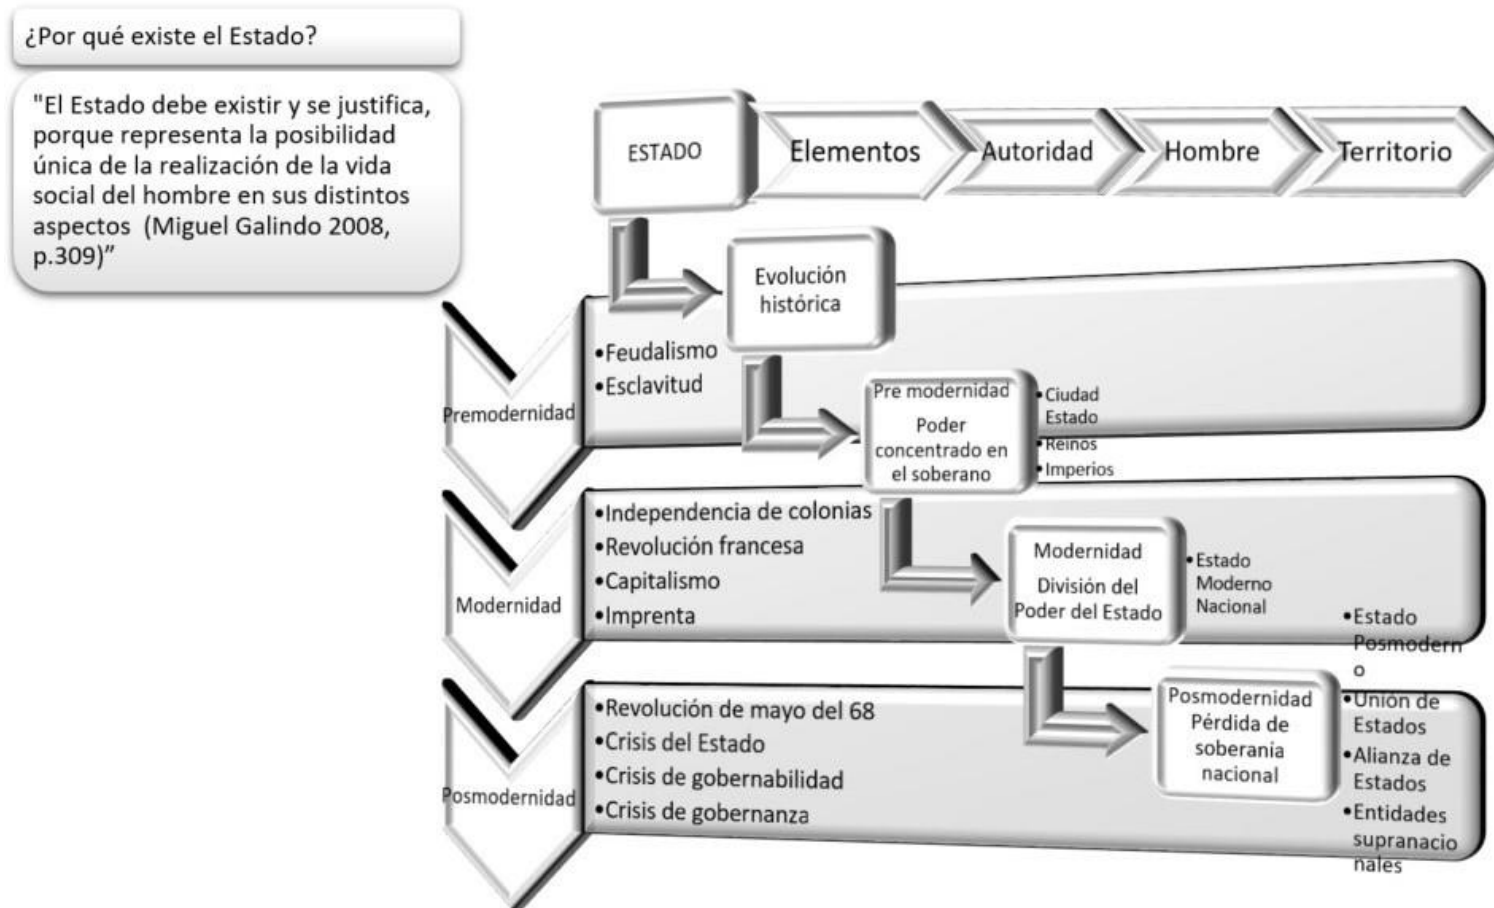 ¿Por qué existe el Estado?
"El Estado debe existir y se justifica,
porque representa la posibilidad
única de la realización de la vida
social del hombre en sus distintos
aspectos  (Miguel Galindo 2008,
p.309)”
ESTADO
Elementos
Autoridad
Hombre
Territorio
Evolución
histórica
Premodernidad
•Feudalismo
•Esclavitud
Pre modernidad
Poder
concentrado en
el soberano
•Ciudad
Estado
•Reinos
•Imperios
Modernidad
•Independencia de colonias
•Revolución francesa
•Capitalismo
•Imprenta
Modernidad
División del
Poder del Estado
•Estado
Moderno
Nacional
Posmodernidad
•Revolución de mayo del 68
•Crisis del Estado
•Crisis de gobernabilidad
•Crisis de gobernanza
Posmodernidad
Pérdida de
soberanía
nacional
•Estado
Posmodern
o
•Unión de
Estados
•Alianza de
Estados
•Entidades
supranacio
nales